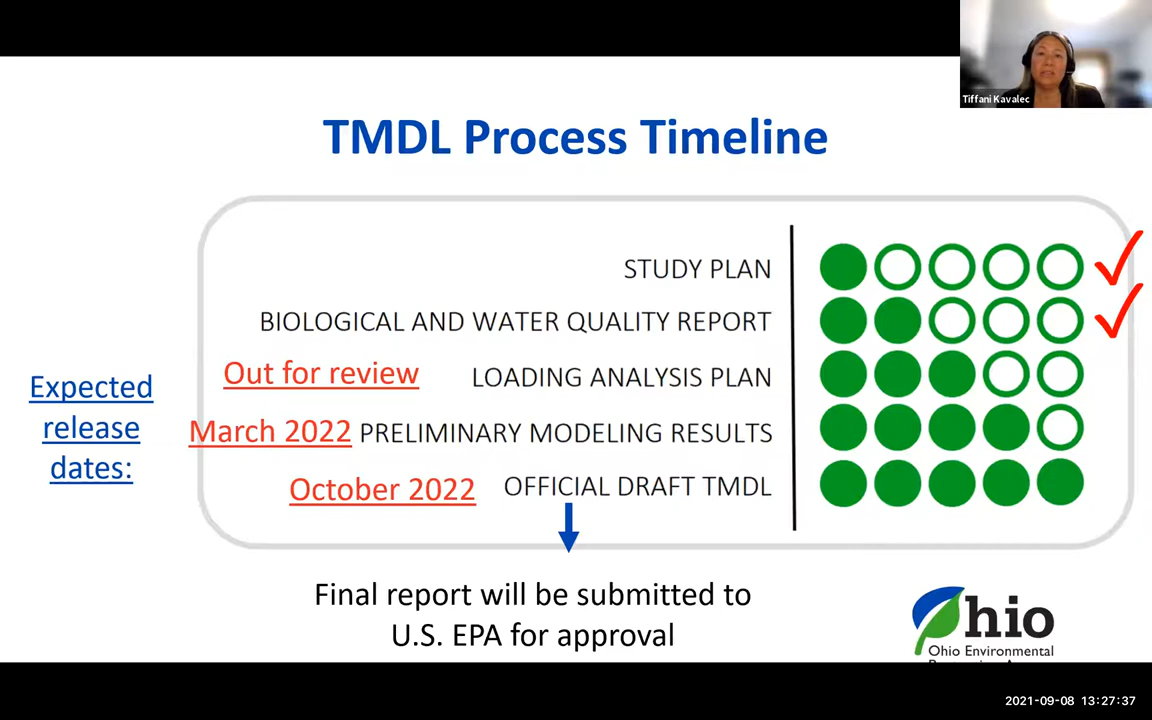 Tiffani Kavalec
TMDL Process Timeline
STUDY PLAN
BIOLOGICAL AND WATER QUALITY REPORT
Out for review LOADING ANALYSIS PLAN
Expected
release
dates:
March 2022 PRELIMINARY MODELING RESULTS
October 2022 OFFICIAL DRAFT TMDL
Final report will be submitted to
U.S. EPA for approval
Ohio
Ohio Environmental
2021-09-08 13:27:37